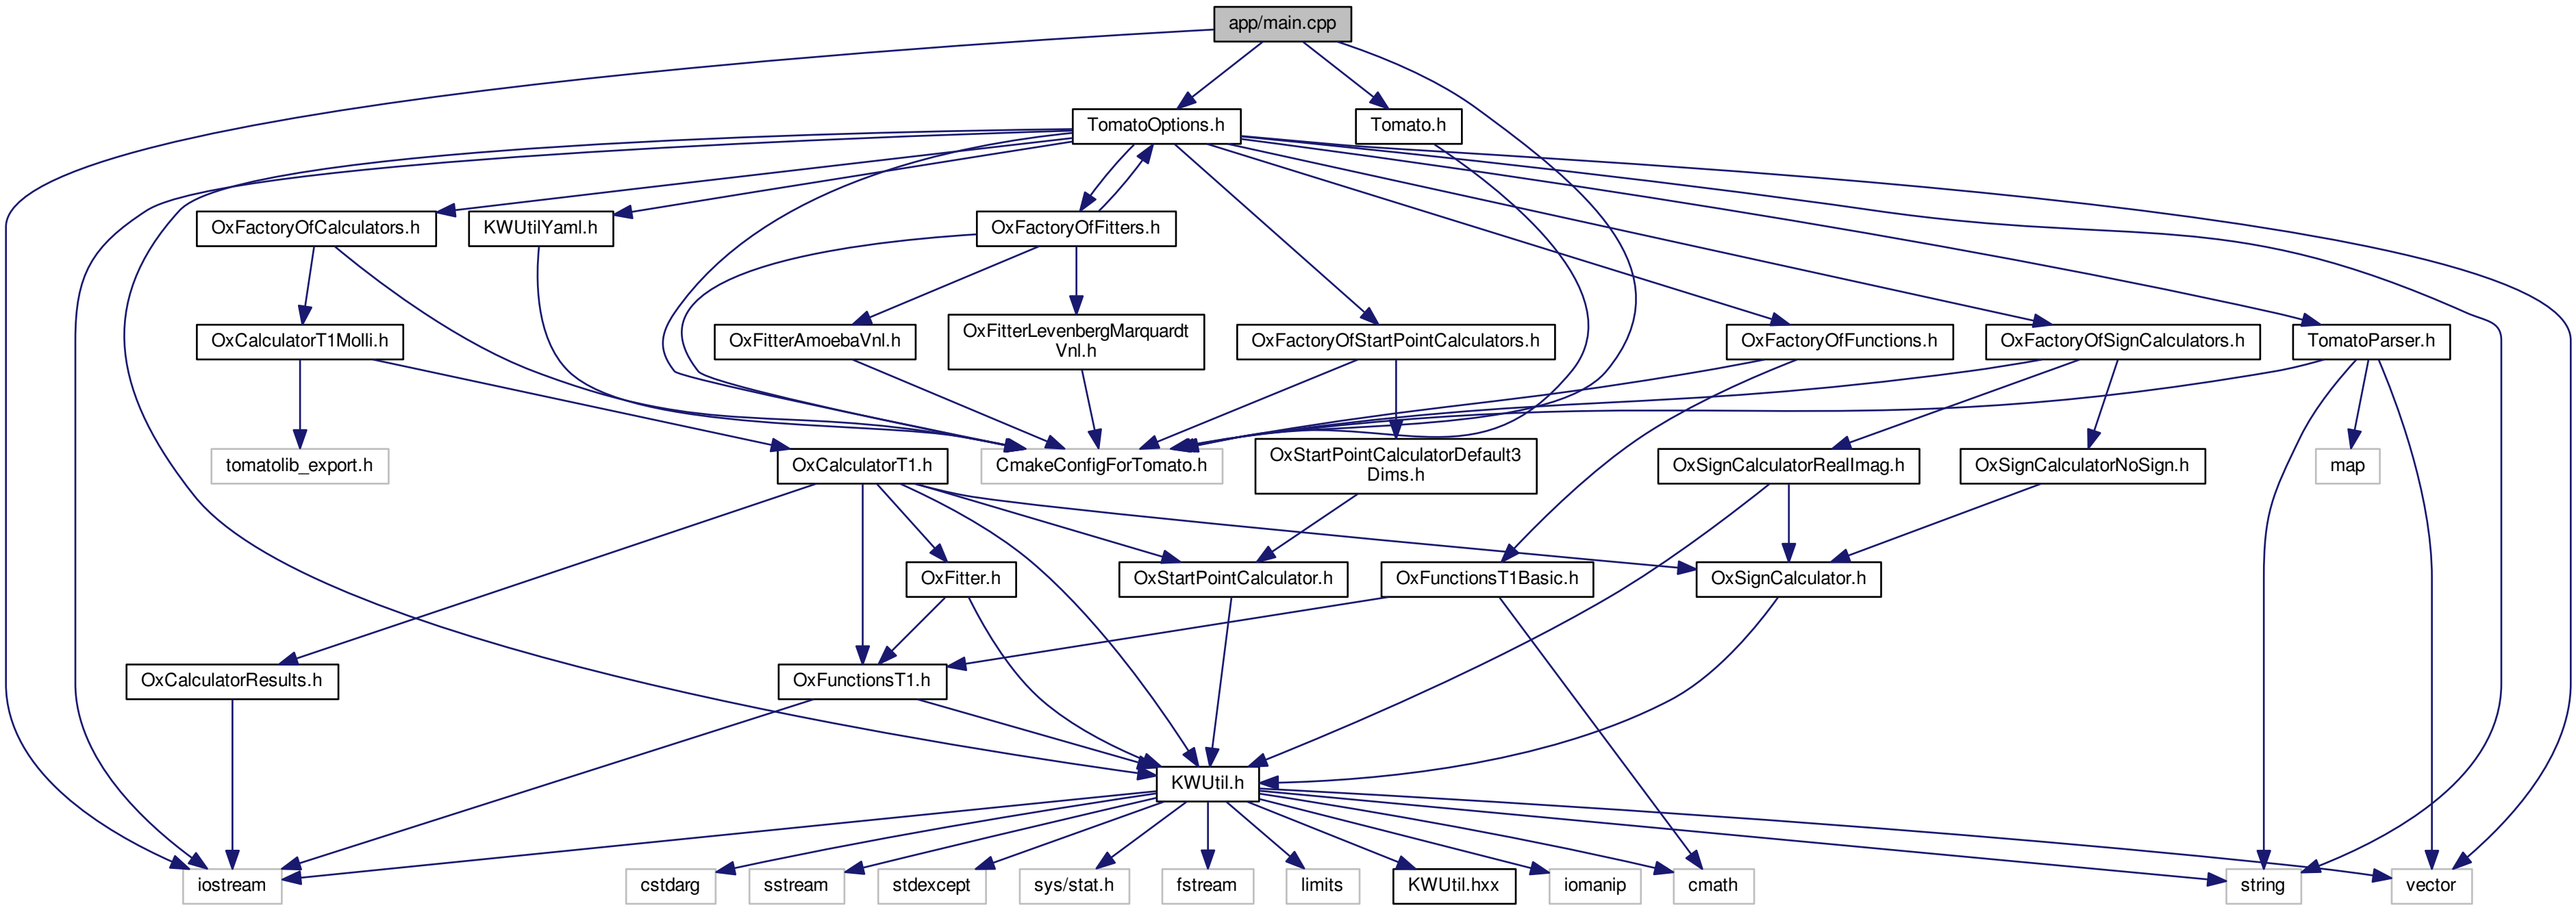 app/main.cpp
TomatoOptions.h
Tomato.h
OxFactoryOfCalculators.h
KWUtilYaml.h
OxFactoryOfFitters.h
OxCalculatorT1Molli.h
OxFitterAmoebaVnl.h
OxFitterLevenbergMarquardt
Vnl.h
OxFactoryOfStartPointCalculators.h
OxFactoryOfFunctions.h
OxFactoryOfSignCalculators.h
TomatoParser.h
tomatolib_export.h
OxCalculatorT1.h
CmakeConfigForTomato.h
OxStartPointCalculatorDefault3
Dims.h
OxSignCalculatorRealImag.h
OxSignCalculatorNoSign.h
map
OxFitter.h
OxStartPointCalculator.h
OxFunctionsT1Basic.h
OxSignCalculator.h
OxCalculatorResults.h
OxFunctionsT1.h
KWUtil.h
iostream
cstdarg
sstream
stdexcept
sys/stat.h
fstream
limits
KWUtil.hxx
iomanip
cmath
string
vector